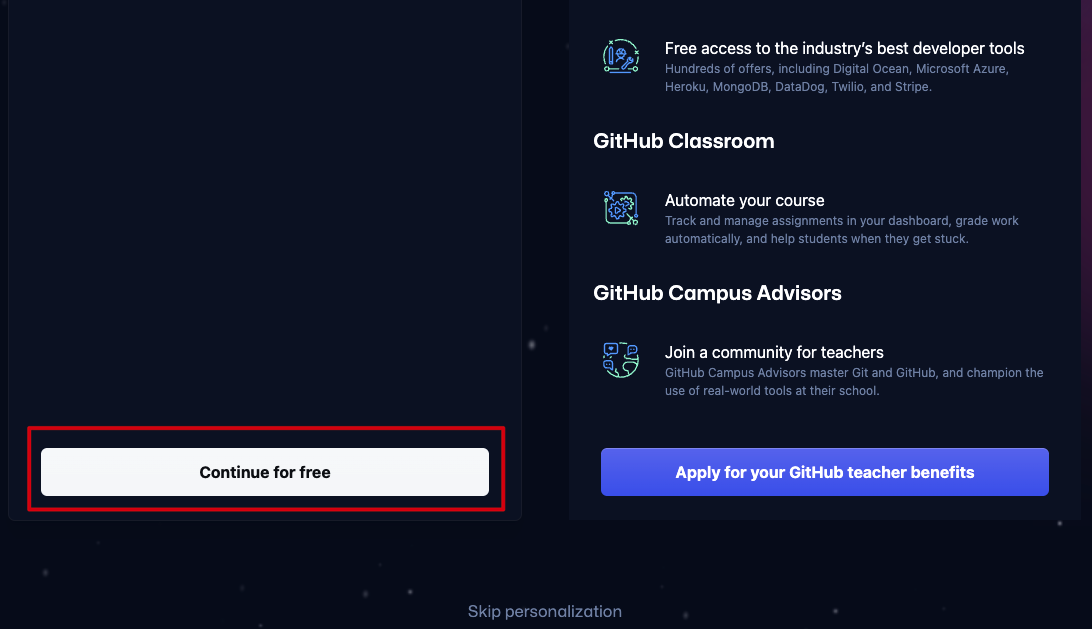 Free access to the industry’s best developer tools
Hundreds of offers, including Digital Ocean, Microsoft Azure,
Heroku, MongoDB, DataDog, Twilio, and Stripe.
GitHub Classroom
Automate your course
Track and manage assignments in your dashboard, grade work
automatically, and help students when they get stuck.
GitHub Campus Advisors
Join a community for teachers
GitHub Campus Advisors master Git and GitHub, and champion the
use of real-world tools at their school.
Continue for free
Apply for your GitHub teacher benefits
Skip personalization